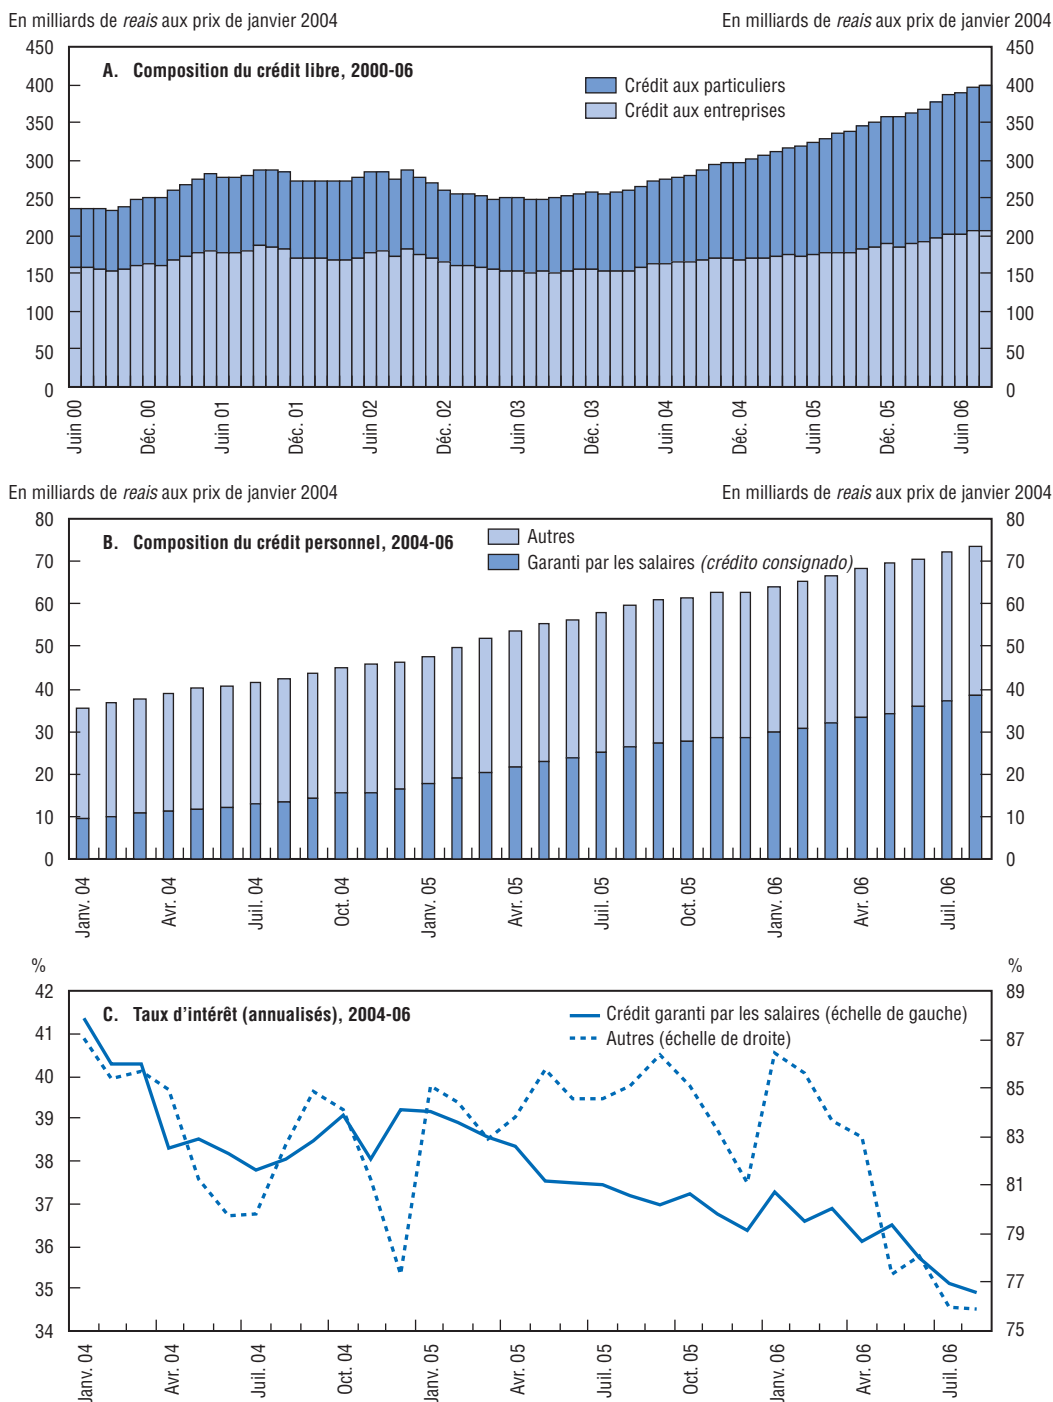 En milliards de reais aux prix de janvier 2004 En milliards de reais aux prix de janvier 2004
A. Composition du crédit libre, 2000-06
Crédit aux particuliers
Crédit aux entreprises
450 450
400 400
350 350
300 300
250 250
200 200
150 150
100 100
50 50
0 0
Juin 00 Déc. 00 Juin 01 Déc. 01 Juin 02 Déc. 02 Juin 03 Déc. 03 Juin 04 Déc. 04 Juin 05 Déc. 05 Juin 06
En milliards de reais aux prix de janvier 2004 En milliards de reais aux prix de janvier 2004
B. Composition du crédit personnel, 2004-06
Autres
Garanti par les salaires (crédito consignado)
80 80
70 70
60 60
50 50
40 40
30 30
20 20
10 10
0 0
Janv. 04 Avr. 04 Juil. 04 Oct. 04 Janv. 05 Avr. 05 Juil. 05 Oct. 05 Janv. 06 Avr. 06 Juil. 06
% %
C. Taux d'intérêt (annualisés), 2004-06
Crédit garanti par les salaires (échelle de gauche)
Autres (échelle de droite)
42 89
41 87
40 85
39 83
38 81
37 79
36 77
35 75
34
Janv. 04 Avr. 04 Juil. 04 Oct. 04 Janv. 05 Avr. 05 Juil. 05 Oct. 05 Janv. 06 Avr. 06 Juil. 06